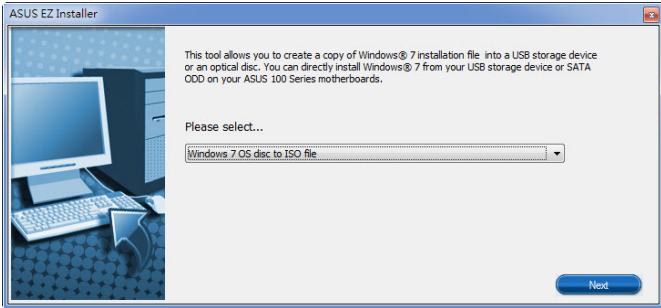 ASUS EZ Installer
This tool allows you to create a copy of Windows® 7 installation file into a USB storage device
or an optical disc. You can directly install Windows® 7 from your USB storage device or SATA
ODD on your ASUS 100 Series motherboards.
Please select...
Windows 7 OS disc to ISO file
Next